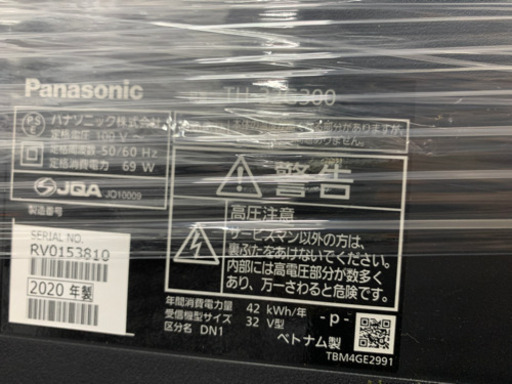 Panasonic
PS
E
パナソニック株式会社
定格電圧 100 V~
定格周波数 50/60 Hz
定格消費電力 69 W
JQA JQ10009
製造番号
SERIAL NO.
RV0153810
2020 年製
警告
高圧注意
サービスマン以外の方は、
裏ぶたをあけないでください。
内部には高電圧部分が数多く
あり、万一さわると危険です。
年間消費電力量 42 kWh/年
受信機型サイズ 32 V型
区分名 DN1
-p-
ベトナム製
TBM4GE2991